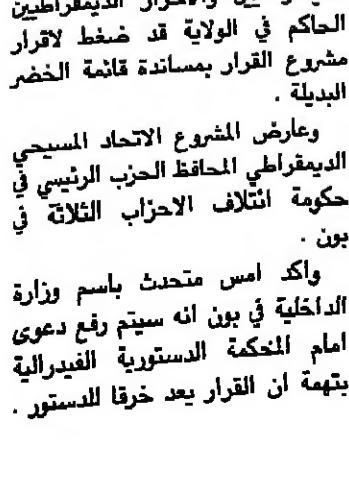 والاحرار الديمقراطيين
الحاكم في الولاية قد ضغط لاقرار
مشروع القرار بمساندة قائمة الخضر
البديلة .
وعارض المشروع الاتحاد المسيحي
الديمقراطي المحافظ الحزب الرئيسي في
حكومة ائتلاف الاحزاب الثلاثة في
بون .
واكد امس متحدث باسم وزارة
الداخلية في بون انه سيتم رفع دعوى
امام المحكمة الدستورية الفيدرالية
بتهمة ان القرار يعد خرقا للدستور .